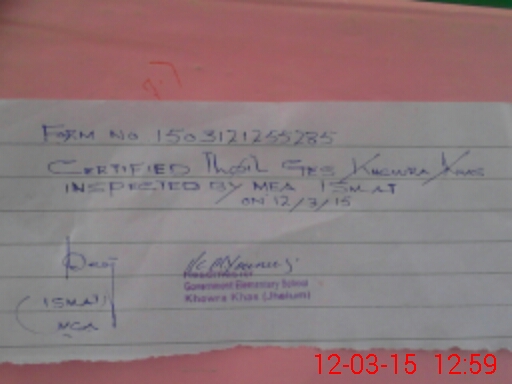 FORM NO 1503121255285
CERTIFIED That GES Khewra Khas
INSPECTED BY MEA ISMAT
ON 12/3/15
(ISMAT)
MEA
Headmaster
Government Elementary School
Khewra Khas (Jhelum)
12-03-15 12:59